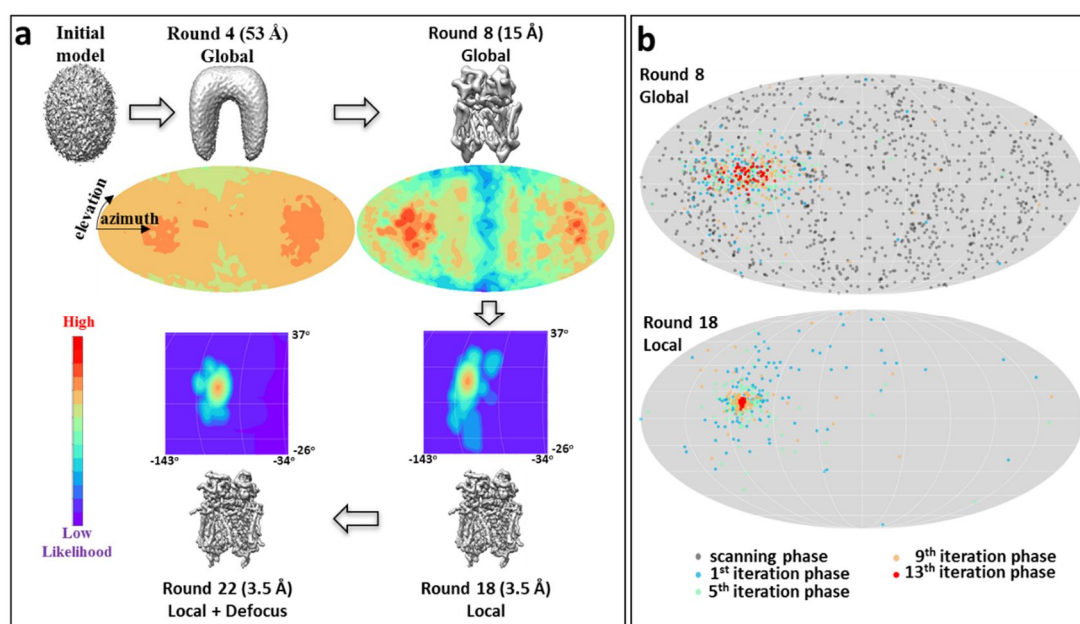 a
Initial
model
Round 4 (53 Å)
Global
Round 8 (15 Å)
Global
elevation
azimuth
High
Low
Likelihood
37°
-26°
-143°
-34°
37°
-26°
-143°
-34°
Round 22 (3.5 Å)
Local + Defocus
Round 18 (3.5 Å)
Local
b
Round 8
Global
Round 18
Local
scanning phase
1st iteration phase
5th iteration phase
9th iteration phase
13th iteration phase